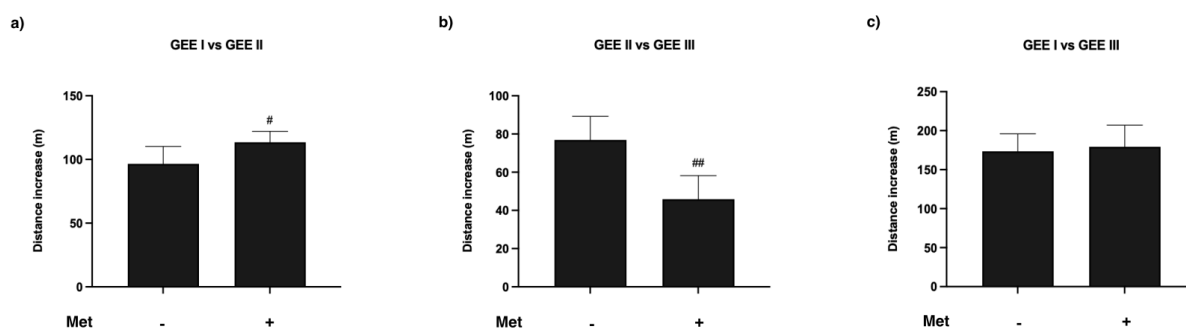 a)
GEE I vs GEE II
Distance increase (m)
150
100
50
0
#
Met - +
b)
GEE II vs GEE III
Distance increase (m)
100
80
60
40
20
0
##
Met - +
c)
GEE I vs GEE III
Distance increase (m)
250
200
150
100
50
0
Met - +